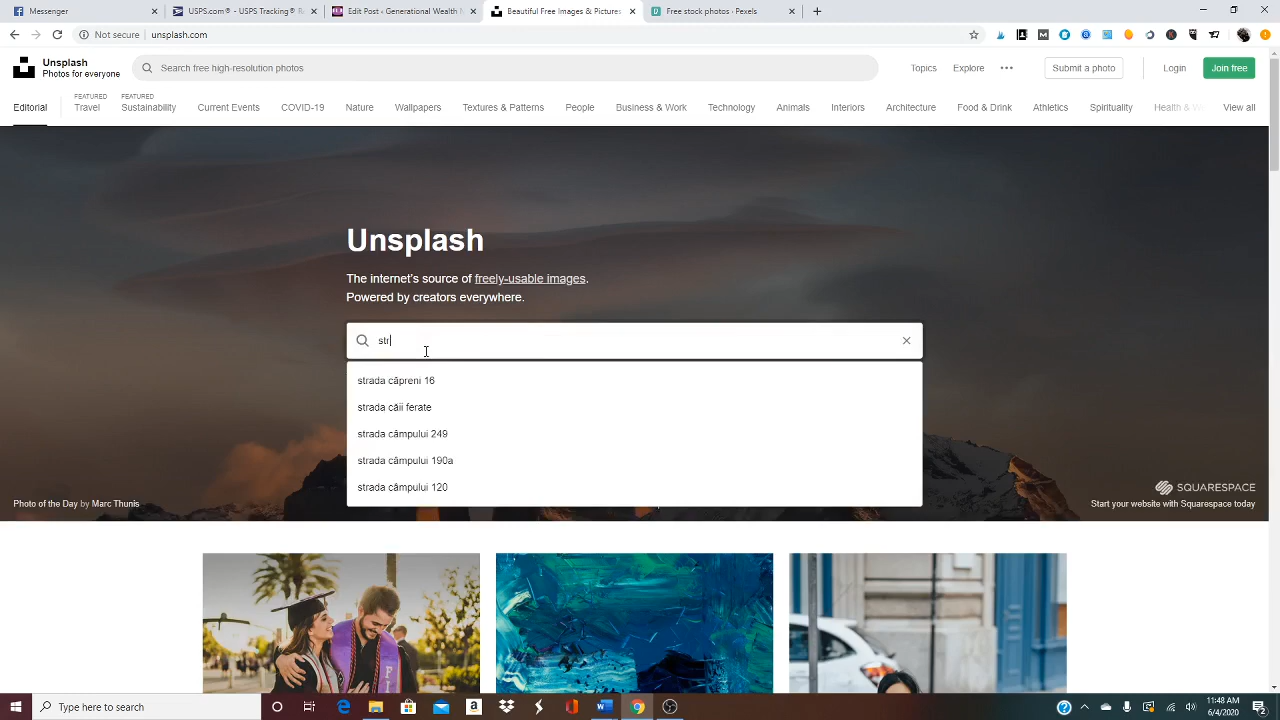 Messenger
USPS.com® - USPS Tracking® R
Edit Post ‹ Generational Wealth
Beautiful Free Images & Pictures
Free stock photos · Pexels
Not secure
unsplash.com
Unsplash
Photos for everyone
Search free high-resolution photos
Topics
Explore
Submit a photo
Login
Join free
Editorial
FEATURED
Travel
FEATURED
Sustainability
Current Events
COVID-19
Nature
Wallpapers
Textures & Patterns
People
Business & Work
Technology
Animals
Interiors
Architecture
Food & Drink
Athletics
Spirituality
Health &
View all
Unsplash
The internet's source of freely-usable images.
Powered by creators everywhere.
str
strada căpreni 16
strada căii ferate
strada câmpului 249
strada câmpului 190a
strada câmpului 120
Photo of the Day by Marc Thunis
SQUARESPACE
Start your website with Squarespace today
Type here to search
11:48 AM
6/4/2020